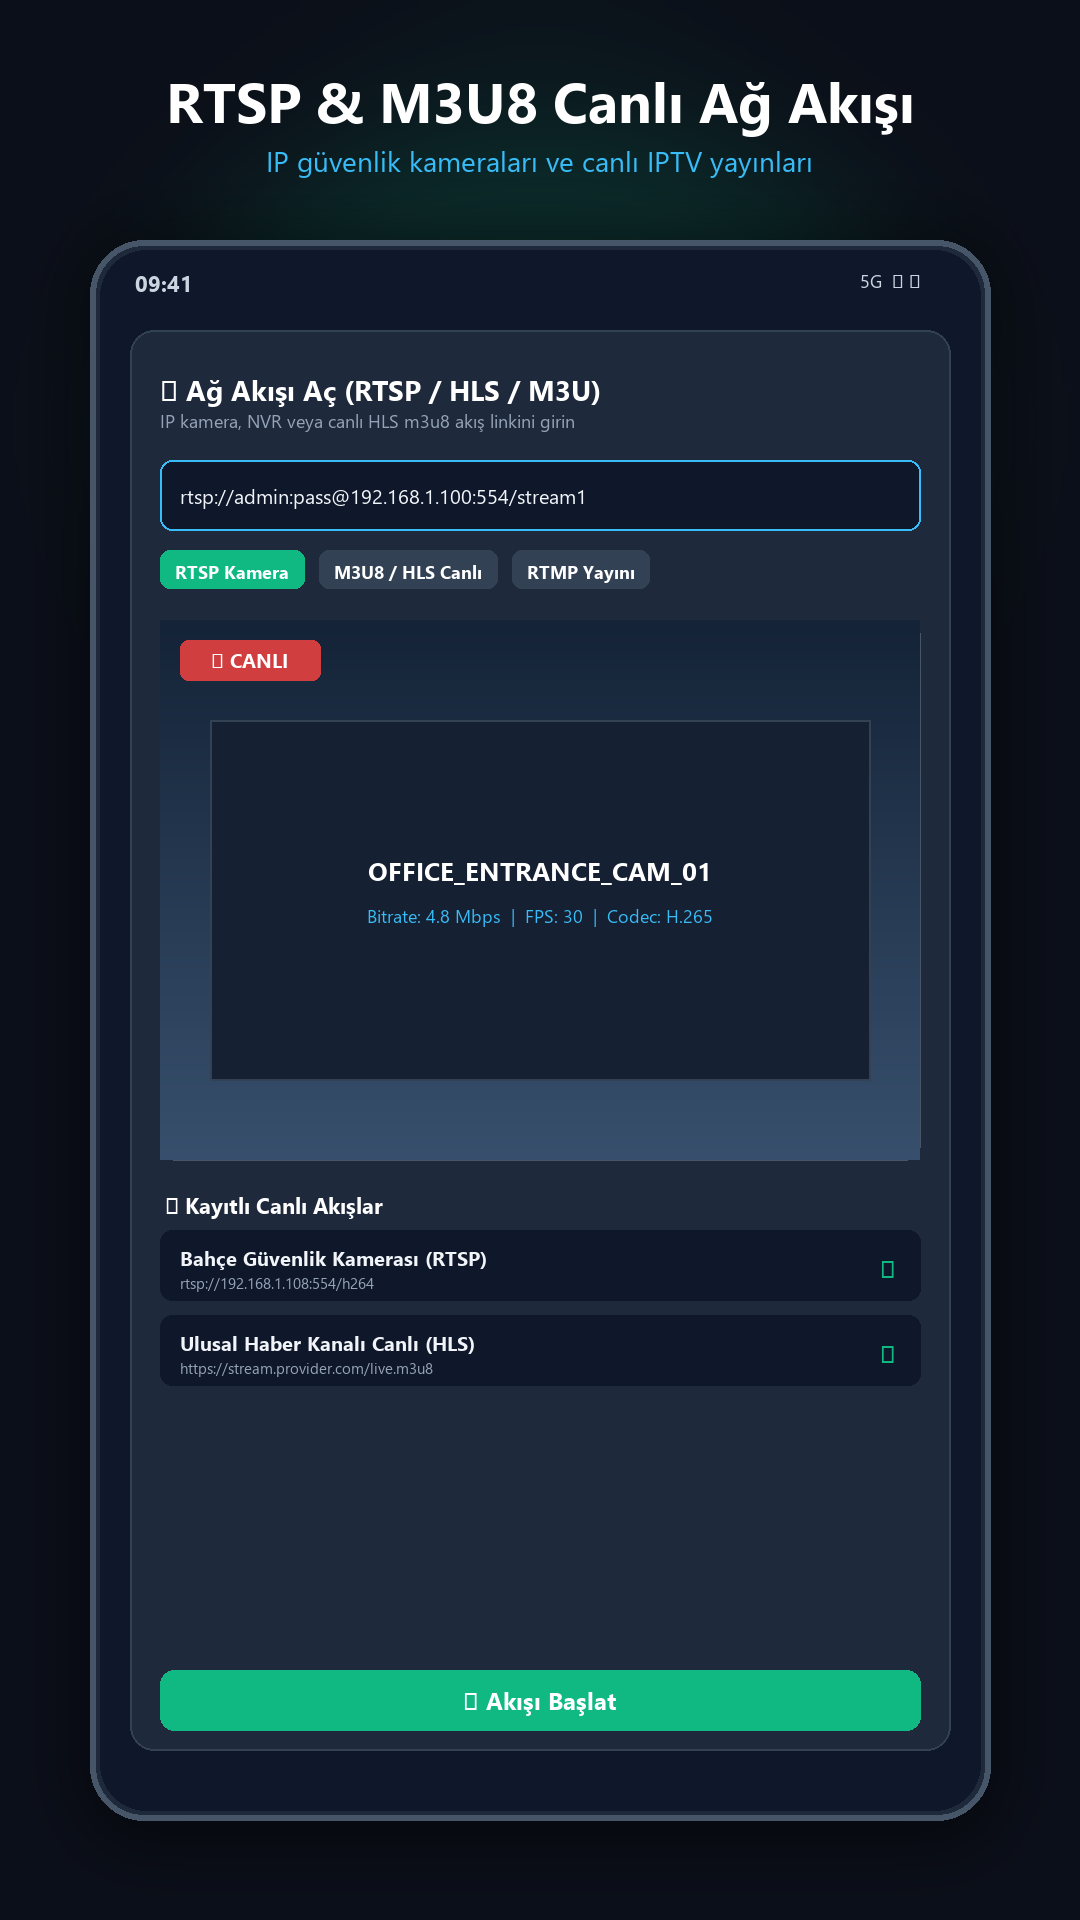 RTSP & M3U8 Canlı Ağ Akışı
IP güvenlik kameraları ve canlı IPTV yayınları
09:41
5G
Ağ Akışı Aç (RTSP / HLS / M3U)
IP kamera, NVR veya canlı HLS m3u8 akış linkini girin
rtsp://admin:pass@192.168.1.100:554/stream1
RTSP Kamera
M3U8 / HLS Canlı
RTMP Yayını
CANLI
OFFICE_ENTRANCE_CAM_01
Bitrate: 4.8 Mbps | FPS: 30 | Codec: H.265
Kayıtlı Canlı Akışlar
Bahçe Güvenlik Kamerası (RTSP)
rtsp://192.168.1.108:554/h264
Ulusal Haber Kanalı Canlı (HLS)
https://stream.provider.com/live.m3u8
Akışı Başlat